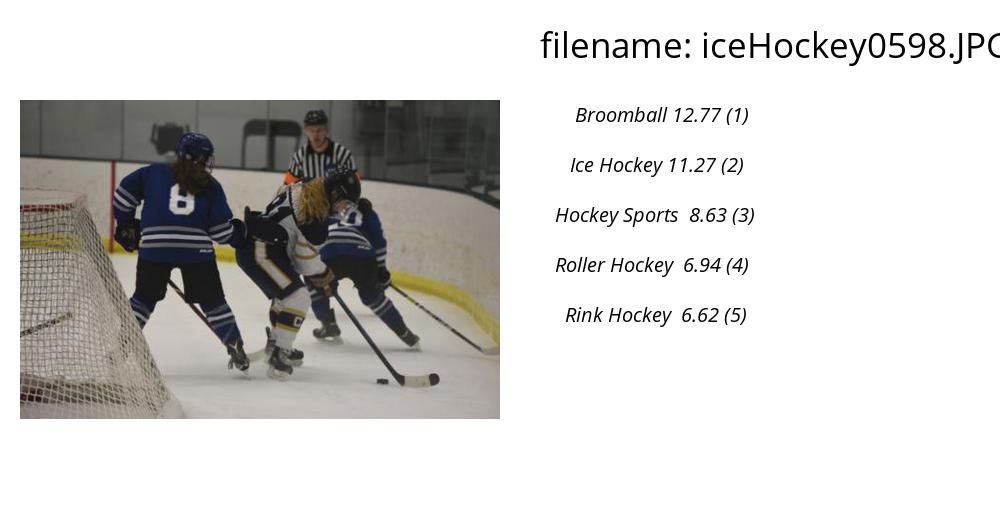 filename: iceHockey0598.JPG
Broomball 12.77 (1)
Ice Hockey 11.27 (2)
Hockey Sports 8.63 (3)
Roller Hockey 6.94 (4)
Rink Hockey 6.62 (5)
8